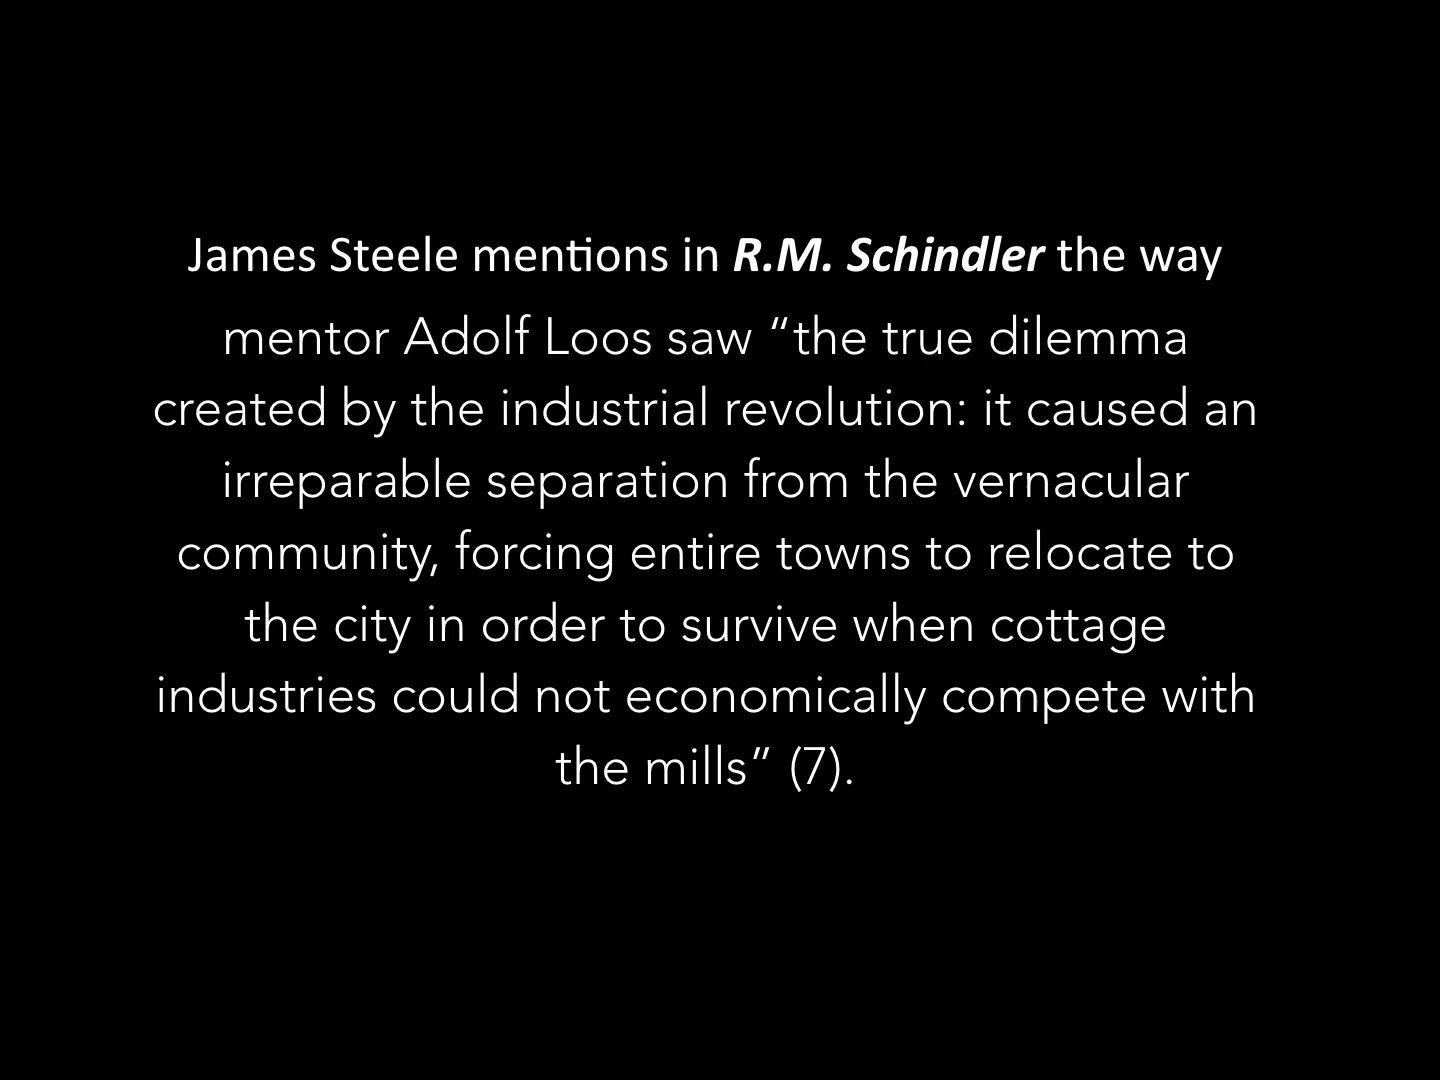 James Steele mentions in R.M. Schindler the way
mentor Adolf Loos saw “the true dilemma
created by the industrial revolution: it caused an
irreparable separation from the vernacular
community, forcing entire towns to relocate to
the city in order to survive when cottage
industries could not economically compete with
the mills” (7).